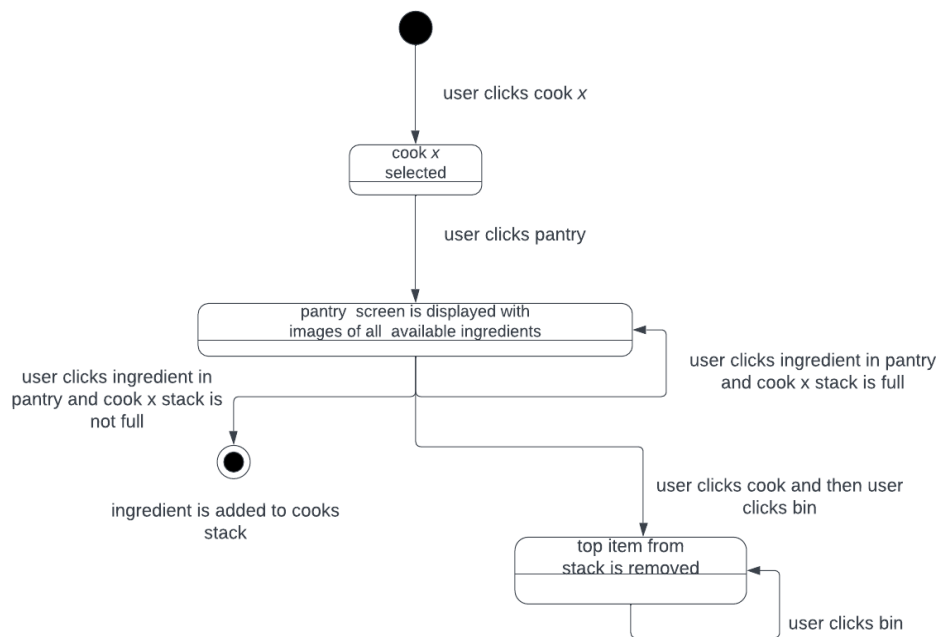 user clicks cook x
cook x
selected
user clicks pantry
pantry screen is displayed with
images of all available ingredients
user clicks ingredient in pantry
and cook x stack is full
user clicks ingredient in
pantry and cook x stack is
not full
ingredient is added to cooks
stack
user clicks cook and then user
clicks bin
top item from
stack is removed
user clicks bin